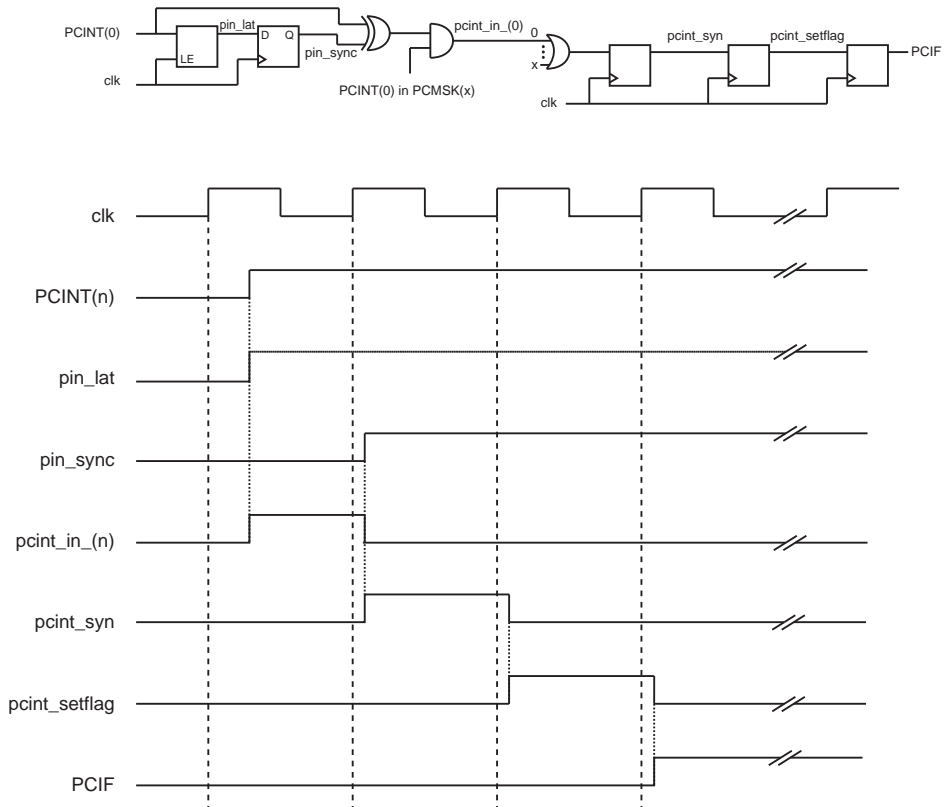 PCINT(0)
pin_lat
LE
D Q
pin_sync
clk
PCINT(0) in PCMSK(x)
pcint_in_(0)
0
x
clk
pcint_syn
pcint_setflag
PCIF
clk
PCINT(n)
pin_lat
pin_sync
pcint_in_(n)
pcint_syn
pcint_setflag
PCIF